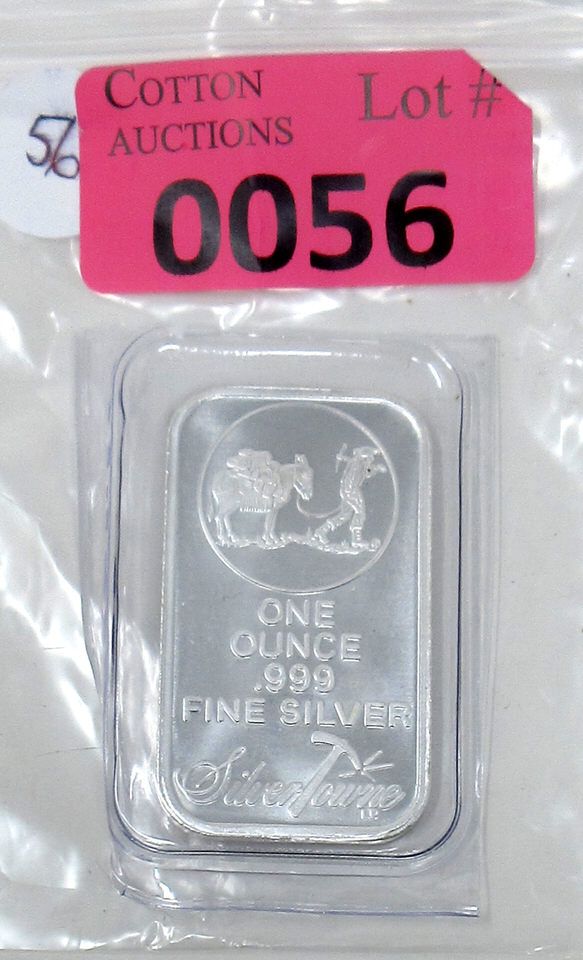 COTTON
AUCTIONS
Lot #
0056
56
ONE
OUNCE
.999
FINE SILVER
SilverTowne